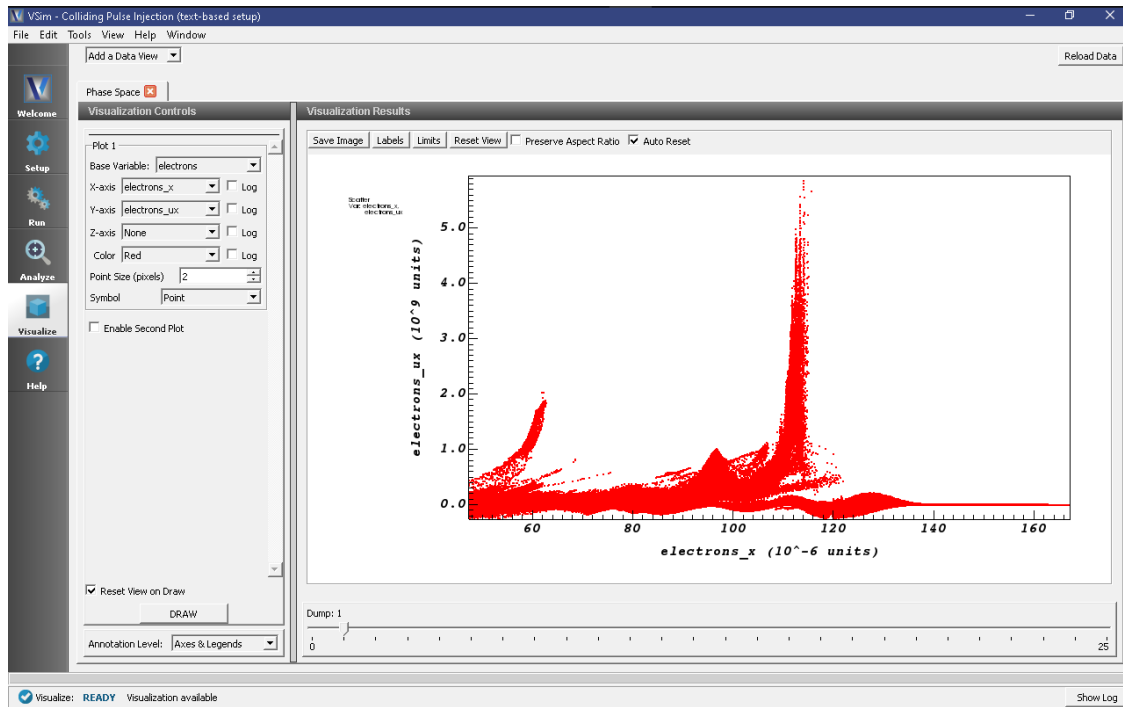 VSim - Colliding Pulse Injection (text-based setup)
File Edit Tools View Help Window
Add a Data View
Reload Data
Phase Space
Welcome
Setup
Run
Analyze
Visualize
Help
Visualization Controls
Plot 1
Base Variable: electrons
X-axis electrons_x Log
Y-axis electrons_ux Log
Z-axis None Log
Color Red Log
Point Size (pixels) 2
Symbol Point
Enable Second Plot
Reset View on Draw
DRAW
Annotation Level: Axes & Legends
Visualization Results
Save Image Labels Limits Reset View Preserve Aspect Ratio Auto Reset
Scatter
Var: electrons_x,
electrons_ux
electrons_ux (10^9 units)
5.0
4.0
3.0
2.0
1.0
0.0
60 80 100 120 140 160
electrons_x (10^-6 units)
Dump: 1
0 25
Visualize: READY Visualization available
Show Log